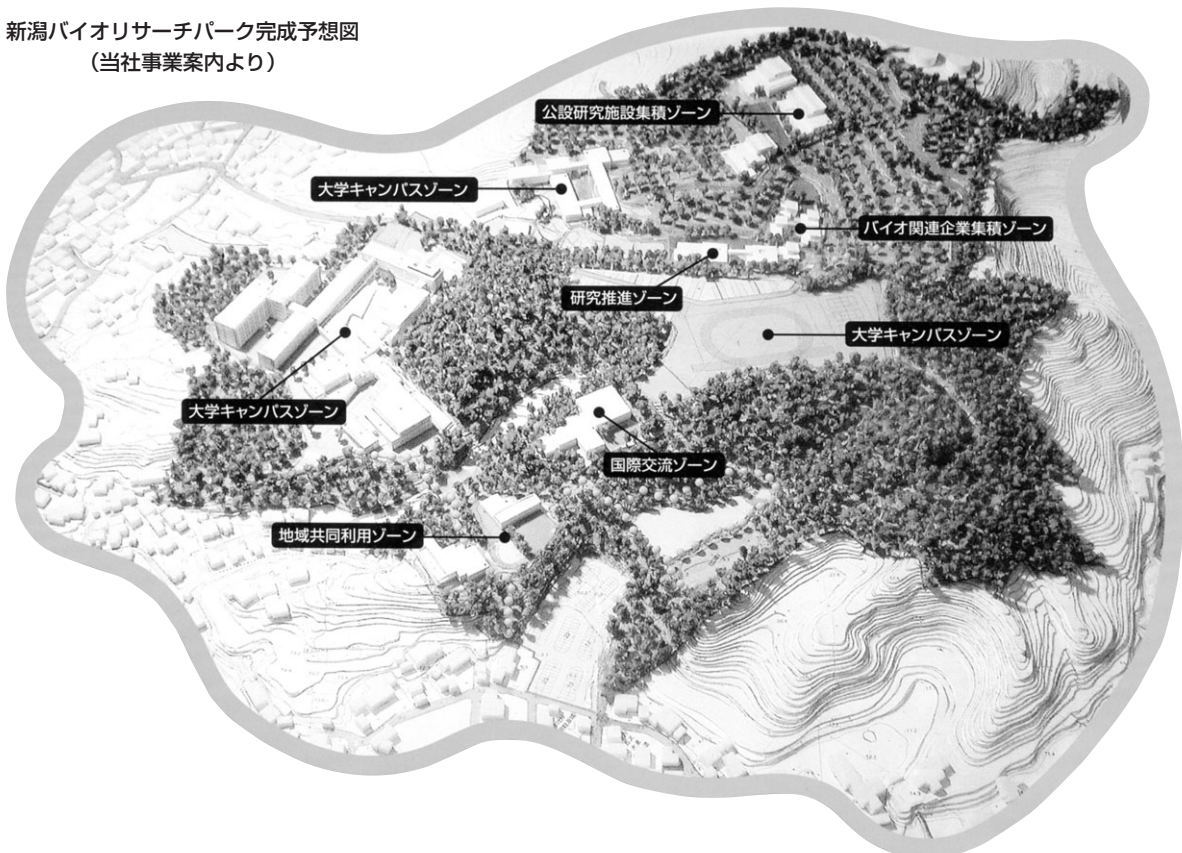 新潟バイオリサーチパーク完成予想図
（当社事業案内より）
公設研究施設集積ゾーン
大学キャンパスゾーン
バイオ関連企業集積ゾーン
研究推進ゾーン
大学キャンパスゾーン
大学キャンパスゾーン
国際交流ゾーン
地域共同利用ゾーン